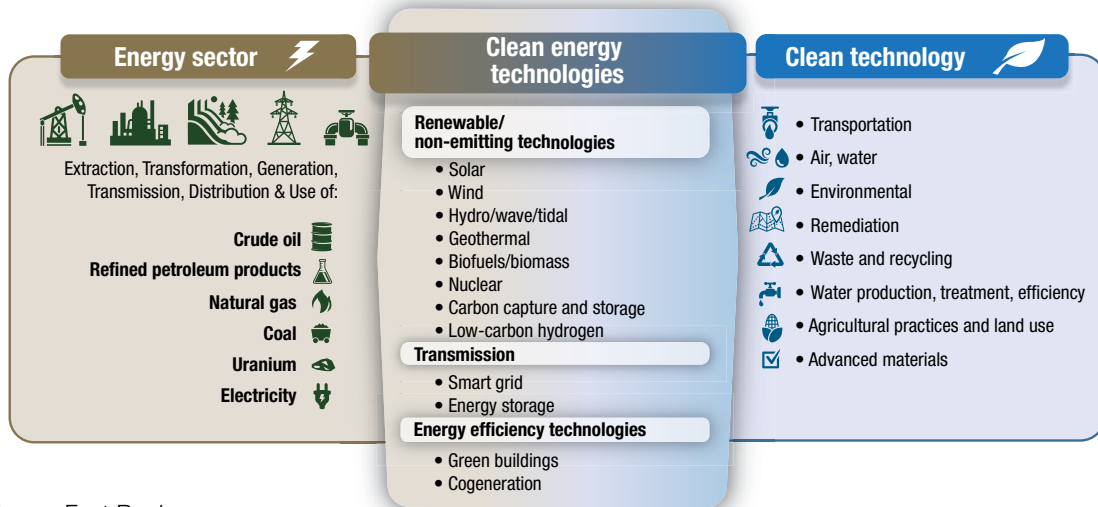 Energy sector
Extraction, Transformation, Generation,
Transmission, Distribution & Use of:
Crude oil
Refined petroleum products
Natural gas
Coal
Uranium
Electricity
Clean energy
technologies
Renewable/
non-emitting technologies
• Solar
• Wind
• Hydro/wave/tidal
• Geothermal
• Biofuels/biomass
• Nuclear
• Carbon capture and storage
• Low-carbon hydrogen
Transmission
• Smart grid
• Energy storage
Energy efficiency technologies
• Green buildings
• Cogeneration
Clean technology
• Transportation
• Air, water
• Environmental
• Remediation
• Waste and recycling
• Water production, treatment, efficiency
• Agricultural practices and land use
• Advanced materials